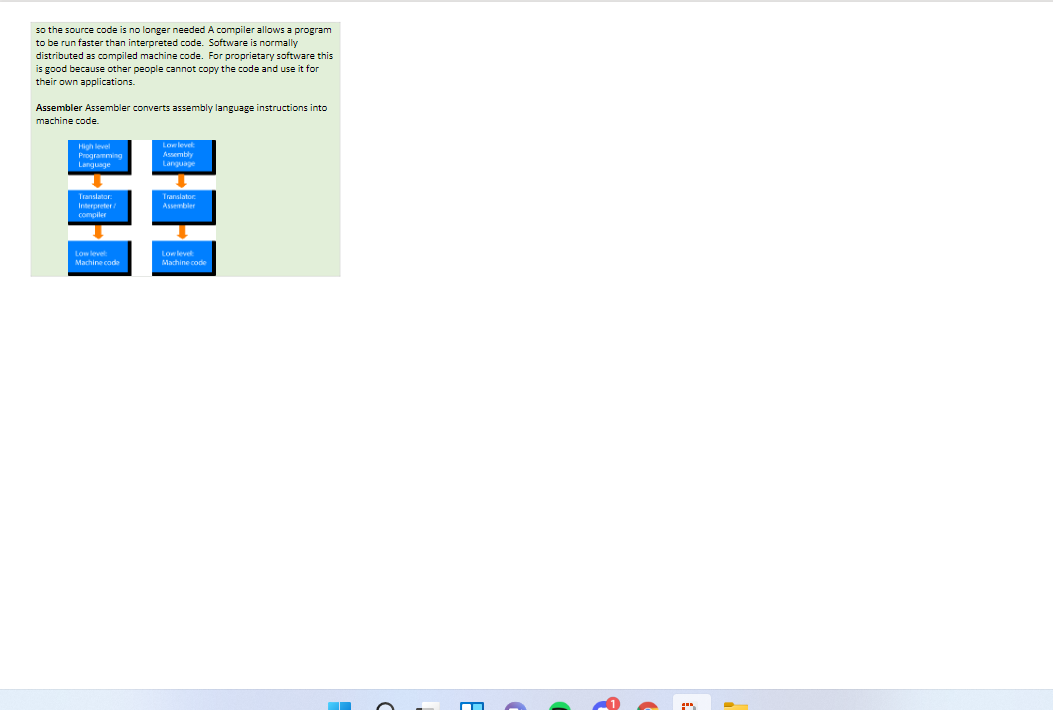 so the source code is no longer needed A compiler allows a program
to be run faster than interpreted code. Software is normally
distributed as compiled machine code. For proprietary software this
is good because other people cannot copy the code and use it for
their own applications.
Assembler Assembler converts assembly language instructions into
machine code.
High level
Programming
Language
Low level:
Assembly
Language
Translator:
Interpreter /
compiler
Translator:
Assembler
Low level:
Machine code
Low level:
Machine code
1